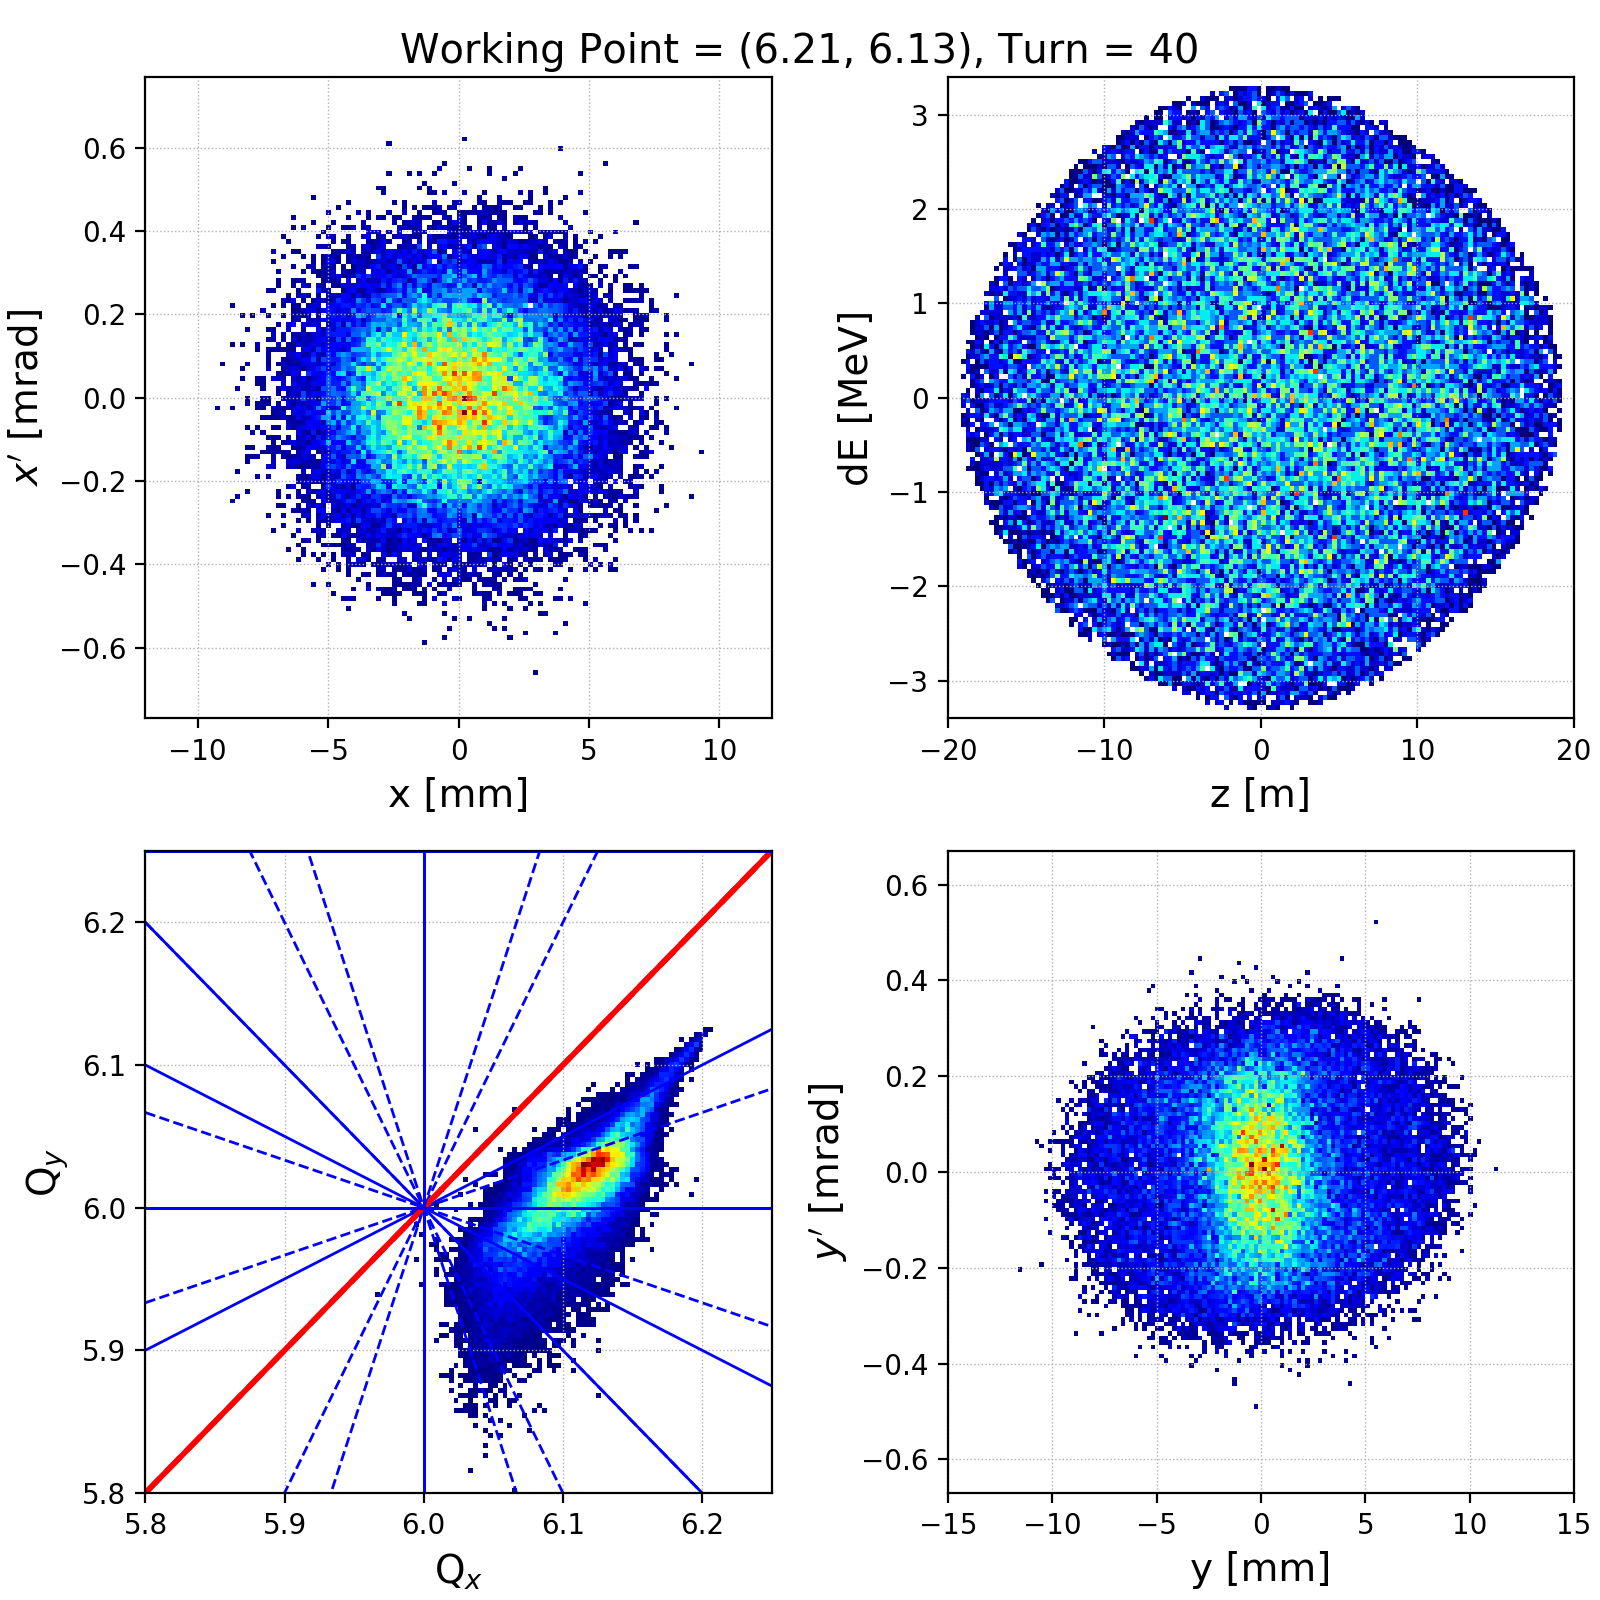 Working Point = (6.21, 6.13), Turn = 40
0.6
0.4
0.2
0.0
−0.2
−0.4
−0.6
x′ [mrad]
−10 −5 0 5 10
x [mm]
3
2
1
0
−1
−2
−3
dE [MeV]
−20 −10 0 10 20
z [m]
6.2
6.1
6.0
5.9
5.8
Qy
5.8 5.9 6.0 6.1 6.2
Qx
0.6
0.4
0.2
0.0
−0.2
−0.4
−0.6
y′ [mrad]
−15 −10 −5 0 5 10 15
y [mm]